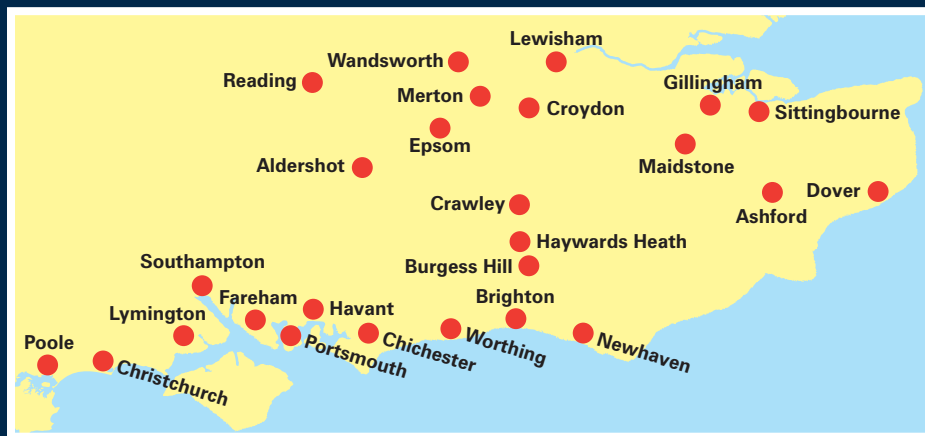 Lewisham
Wandsworth
Reading
Gillingham
Merton
Croydon
Sittingbourne
Epsom
Aldershot
Maidstone
Crawley
Dover
Ashford
Haywards Heath
Southampton
Burgess Hill
Fareham
Brighton
Lymington
Havant
Poole
Portsmouth
Chichester
Worthing
Newhaven
Christchurch